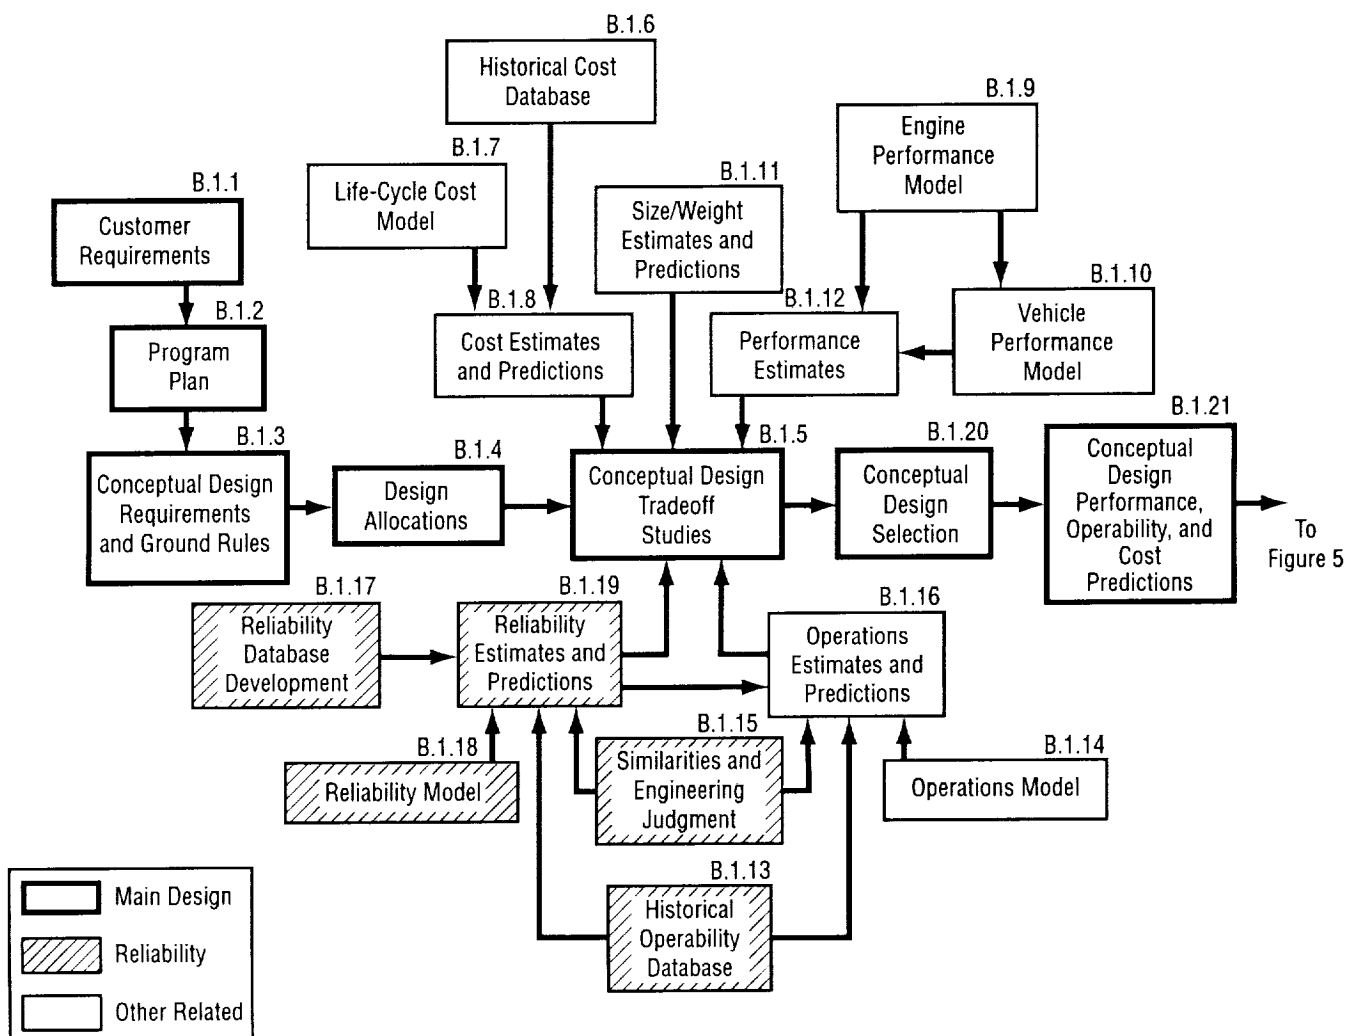 B.1.6
Historical Cost
Database
B.1.9
Engine
Performance
Model
B.1.7
Life-Cycle Cost
Model
B.1.11
Size/Weight
Estimates and
Predictions
B.1.1
Customer
Requirements
B.1.2
Program
Plan
B.1.8
Cost Estimates
and Predictions
B.1.12
Performance
Estimates
B.1.10
Vehicle
Performance
Model
B.1.3
Conceptual Design
Requirements
and Ground Rules
B.1.4
Design
Allocations
B.1.5
Conceptual Design
Tradeoff
Studies
B.1.20
Conceptual
Design
Selection
B.1.21
Conceptual
Design
Performance,
Operability, and
Cost
Predictions
To
Figure 5
B.1.17
Reliability
Database
Development
B.1.19
Reliability
Estimates and
Predictions
B.1.16
Operations
Estimates and
Predictions
B.1.18
Reliability Model
B.1.15
Similarities and
Engineering
Judgment
B.1.14
Operations Model
B.1.13
Historical
Operability
Database
Main Design
Reliability
Other Related